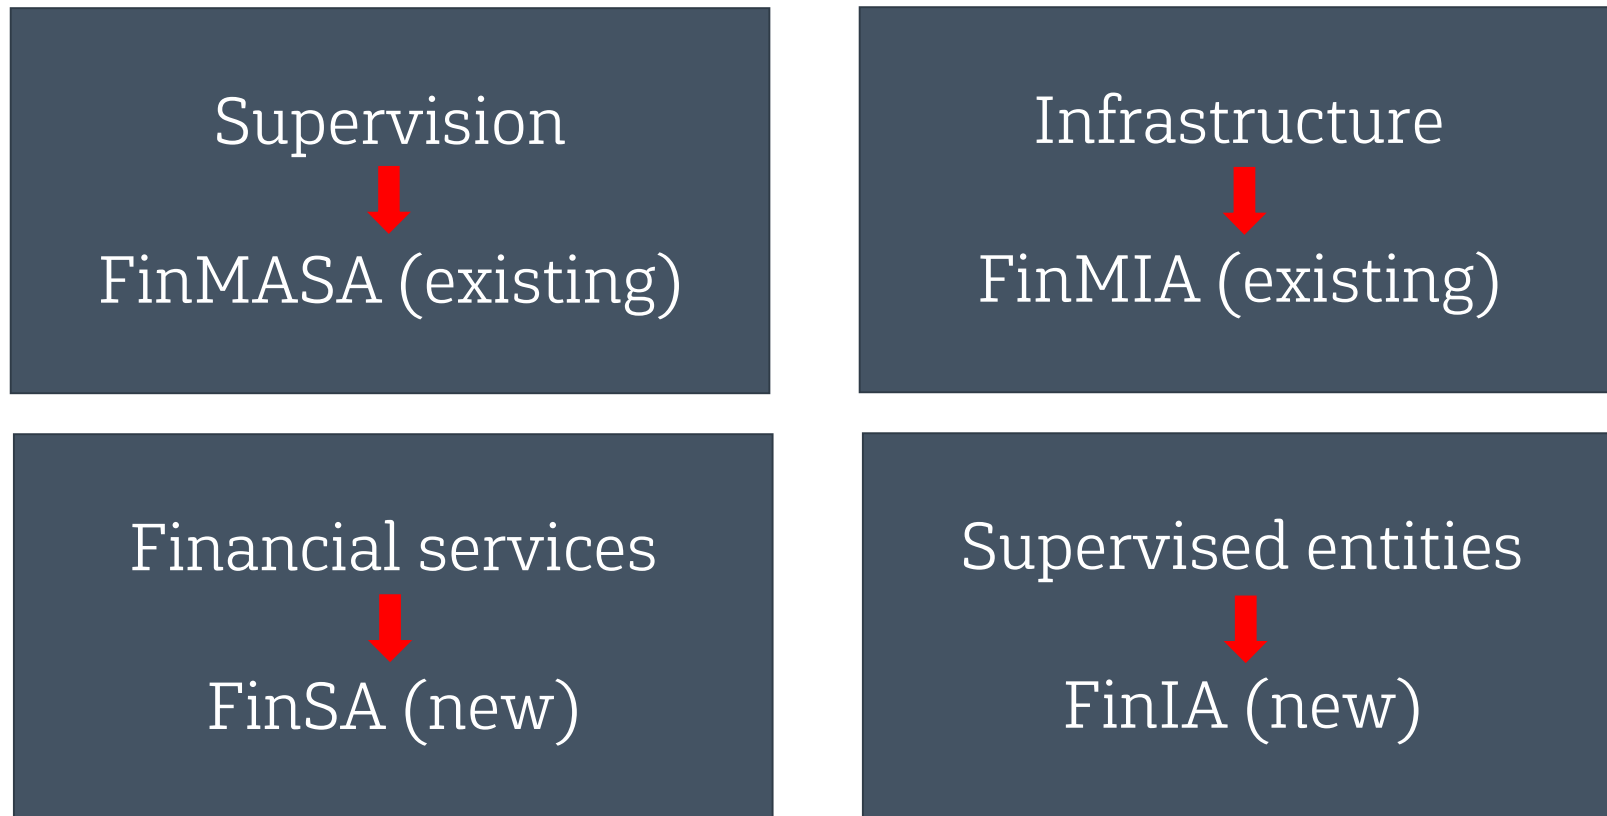 Supervision
FinMASA (existing)
Infrastructure
FinMIA (existing)
Financial services
FinSA (new)
Supervised entities
FinIA (new)